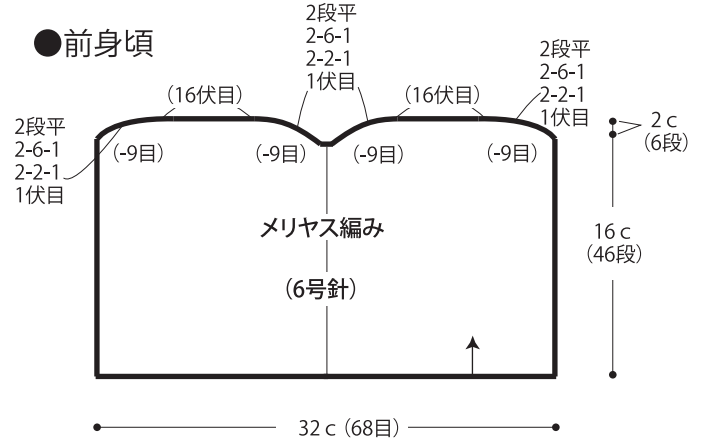 ●前身頃
2段平
2-6-1
2-2-1
1伏目
2段平
2-6-1
2-2-1
1伏目
(16伏目)
(16伏目)
2段平
2-6-1
2-2-1
1伏目
(-9目)
(-9目)
(-9目)
(-9目)
2c
(6段)
メリヤス編み
(6号針)
16c
(46段)
32c(68目)